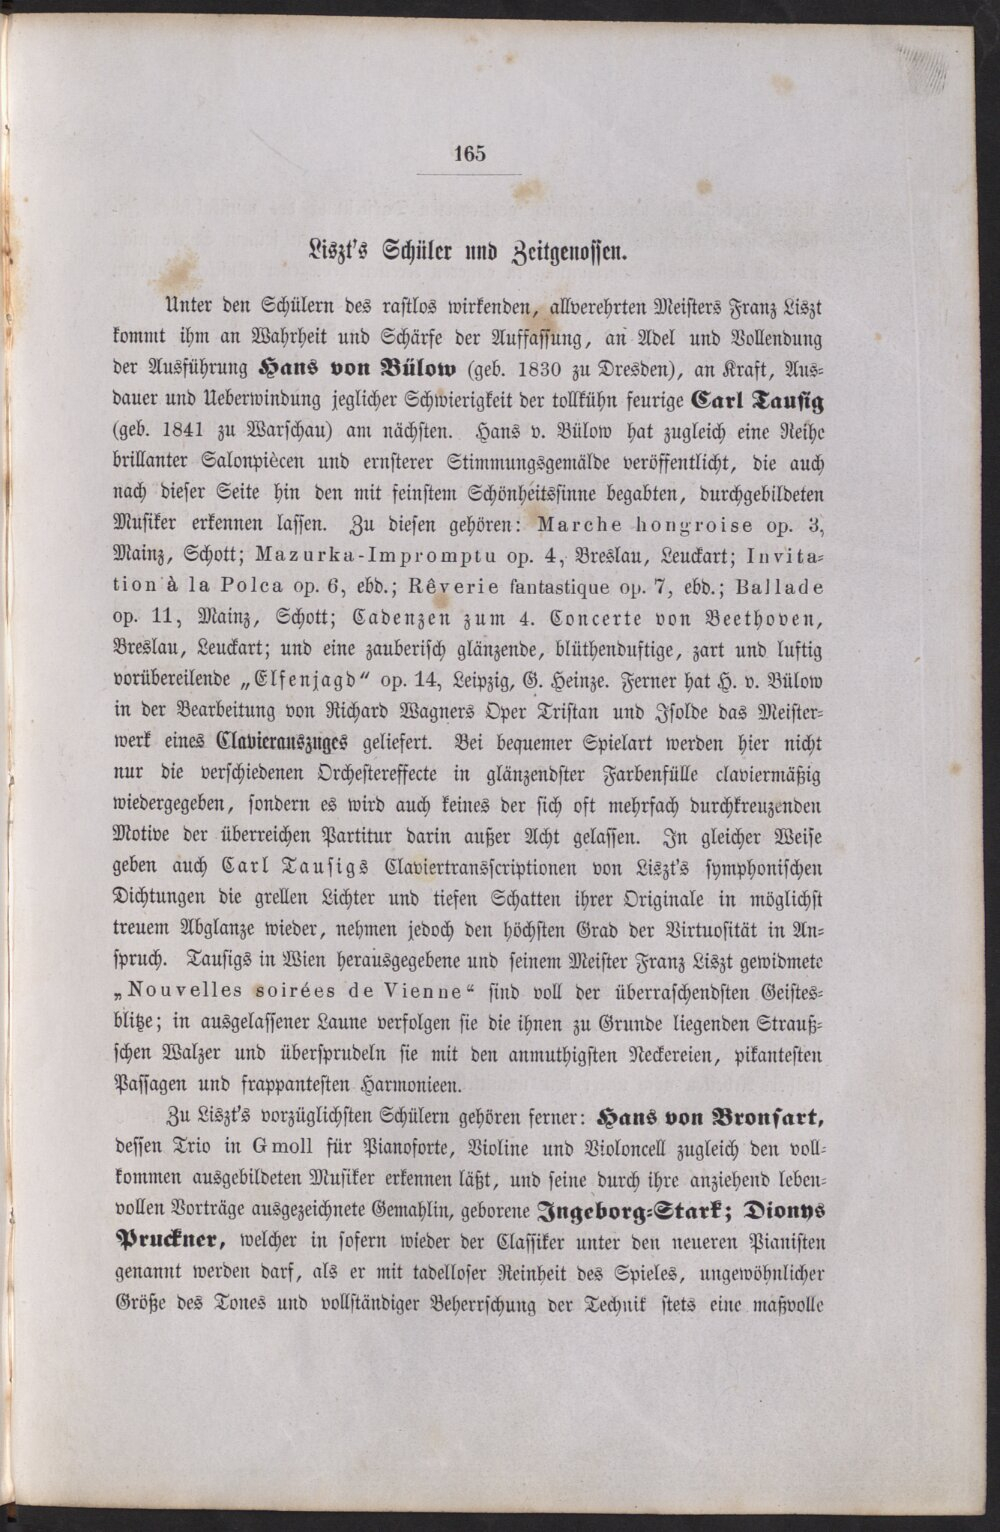 165
Liszt's Schüler und Zeitgenossen.
Unter den Schülern des rastlos wirkenden, allverehrten Meisters Franz Liszt
kommt ihm an Wahrheit und Schärfe der Auffassung, an Adel und Vollendung
der Ausführung Hans von Bülow (geb. 1830 zu Dresden), an Kraft, Aus-
dauer und Ueberwindung jeglicher Schwierigkeit der tollkühn feurige Carl Tausig
(geb. 1841 zu Warschau) am nächsten. Hans v. Bülow hat zugleich eine Reihe
brillanter Salonpiècen und ernsterer Stimmungsgemälde veröffentlicht, die auch
nach dieser Seite hin den mit feinstem Schönheitssinne begabten, durchgebildeten
Musiker erkennen lassen. Zu diesen gehören: Marche hongroise op. 3,
Mainz, Schott; Mazurka-Impromptu op. 4, Breslau, Leuckart; Invita-
tion à la Polca op. 6, ebd.; Rêverie fantastique op. 7, ebd.; Ballade
op. 11, Mainz, Schott; Cadenzen zum 4. Concerte von Beethoven,
Breslau, Leuckart; und eine zauberisch glänzende, blüthenduftige, zart und luftig
vorübereilende „Elfenjagd“ op. 14, Leipzig, G. Heinze. Ferner hat H. v. Bülow
in der Bearbeitung von Richard Wagners Oper Tristan und Isolde das Meister-
werk eines Clavierauszuges geliefert. Bei bequemer Spielart werden hier nicht
nur die verschiedenen Orchestereffecte in glänzendster Farbenfülle claviermäßig
wiedergegeben, sondern es wird auch keines der sich oft mehrfach durchkreuzenden
Motive der überreichen Partitur darin außer Acht gelassen. In gleicher Weise
geben auch Carl Tausigs Claviertransscriptionen von Liszt's symphonischen
Dichtungen die grellen Lichter und tiefen Schatten ihrer Originale in möglichst
treuem Abglanze wieder, nehmen jedoch den höchsten Grad der Virtuosität in An-
spruch. Tausigs in Wien herausgegebene und seinem Meister Franz Liszt gewidmete
„Nouvelles soirées de Vienne“ sind voll der überraschendsten Geistes-
blitze; in ausgelassener Laune verfolgen sie die ihnen zu Grunde liegenden Strauß-
schen Walzer und übersprudeln sie mit den anmuthigsten Neckereien, pikantesten
Passagen und frappantesten Harmonieen.
Zu Liszt's vorzüglichsten Schülern gehören ferner: Hans von Bronsart,
dessen Trio in G moll für Pianoforte, Violine und Violoncell zugleich den voll-
kommen ausgebildeten Musiker erkennen läßt, und seine durch ihre anziehend leben-
vollen Vorträge ausgezeichnete Gemahlin, geborene Ingeborg-Stark; Dionys
Pruckner, welcher in sofern wieder der Classiker unter den neueren Pianisten
genannt werden darf, als er mit tadelloser Reinheit des Spieles, ungewöhnlicher
Größe des Tones und vollständiger Beherrschung der Technik stets eine maßvolle